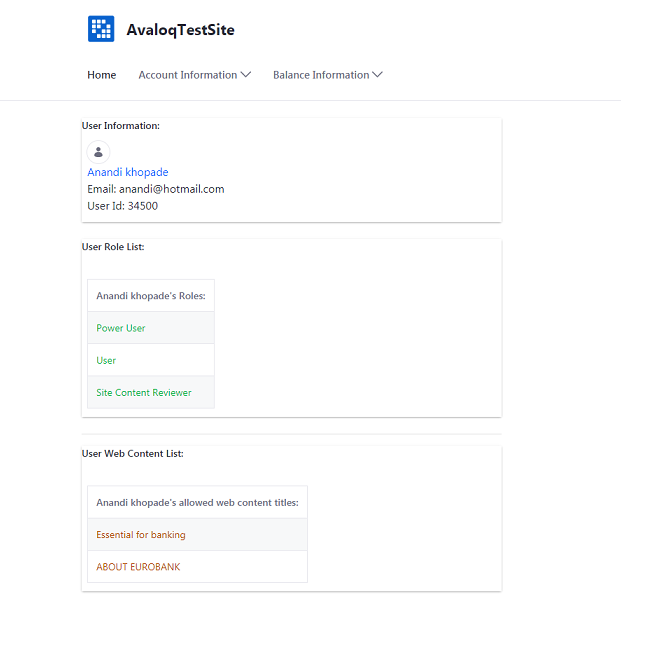 AvaloqTestSite
Home Account Information Balance Information
User Information:
Anandi khopade
Email: anandi@hotmail.com
User Id: 34500
User Role List:
Anandi khopade's Roles:
Power User
User
Site Content Reviewer
User Web Content List:
Anandi khopade's allowed web content titles:
Essential for banking
ABOUT EUROBANK